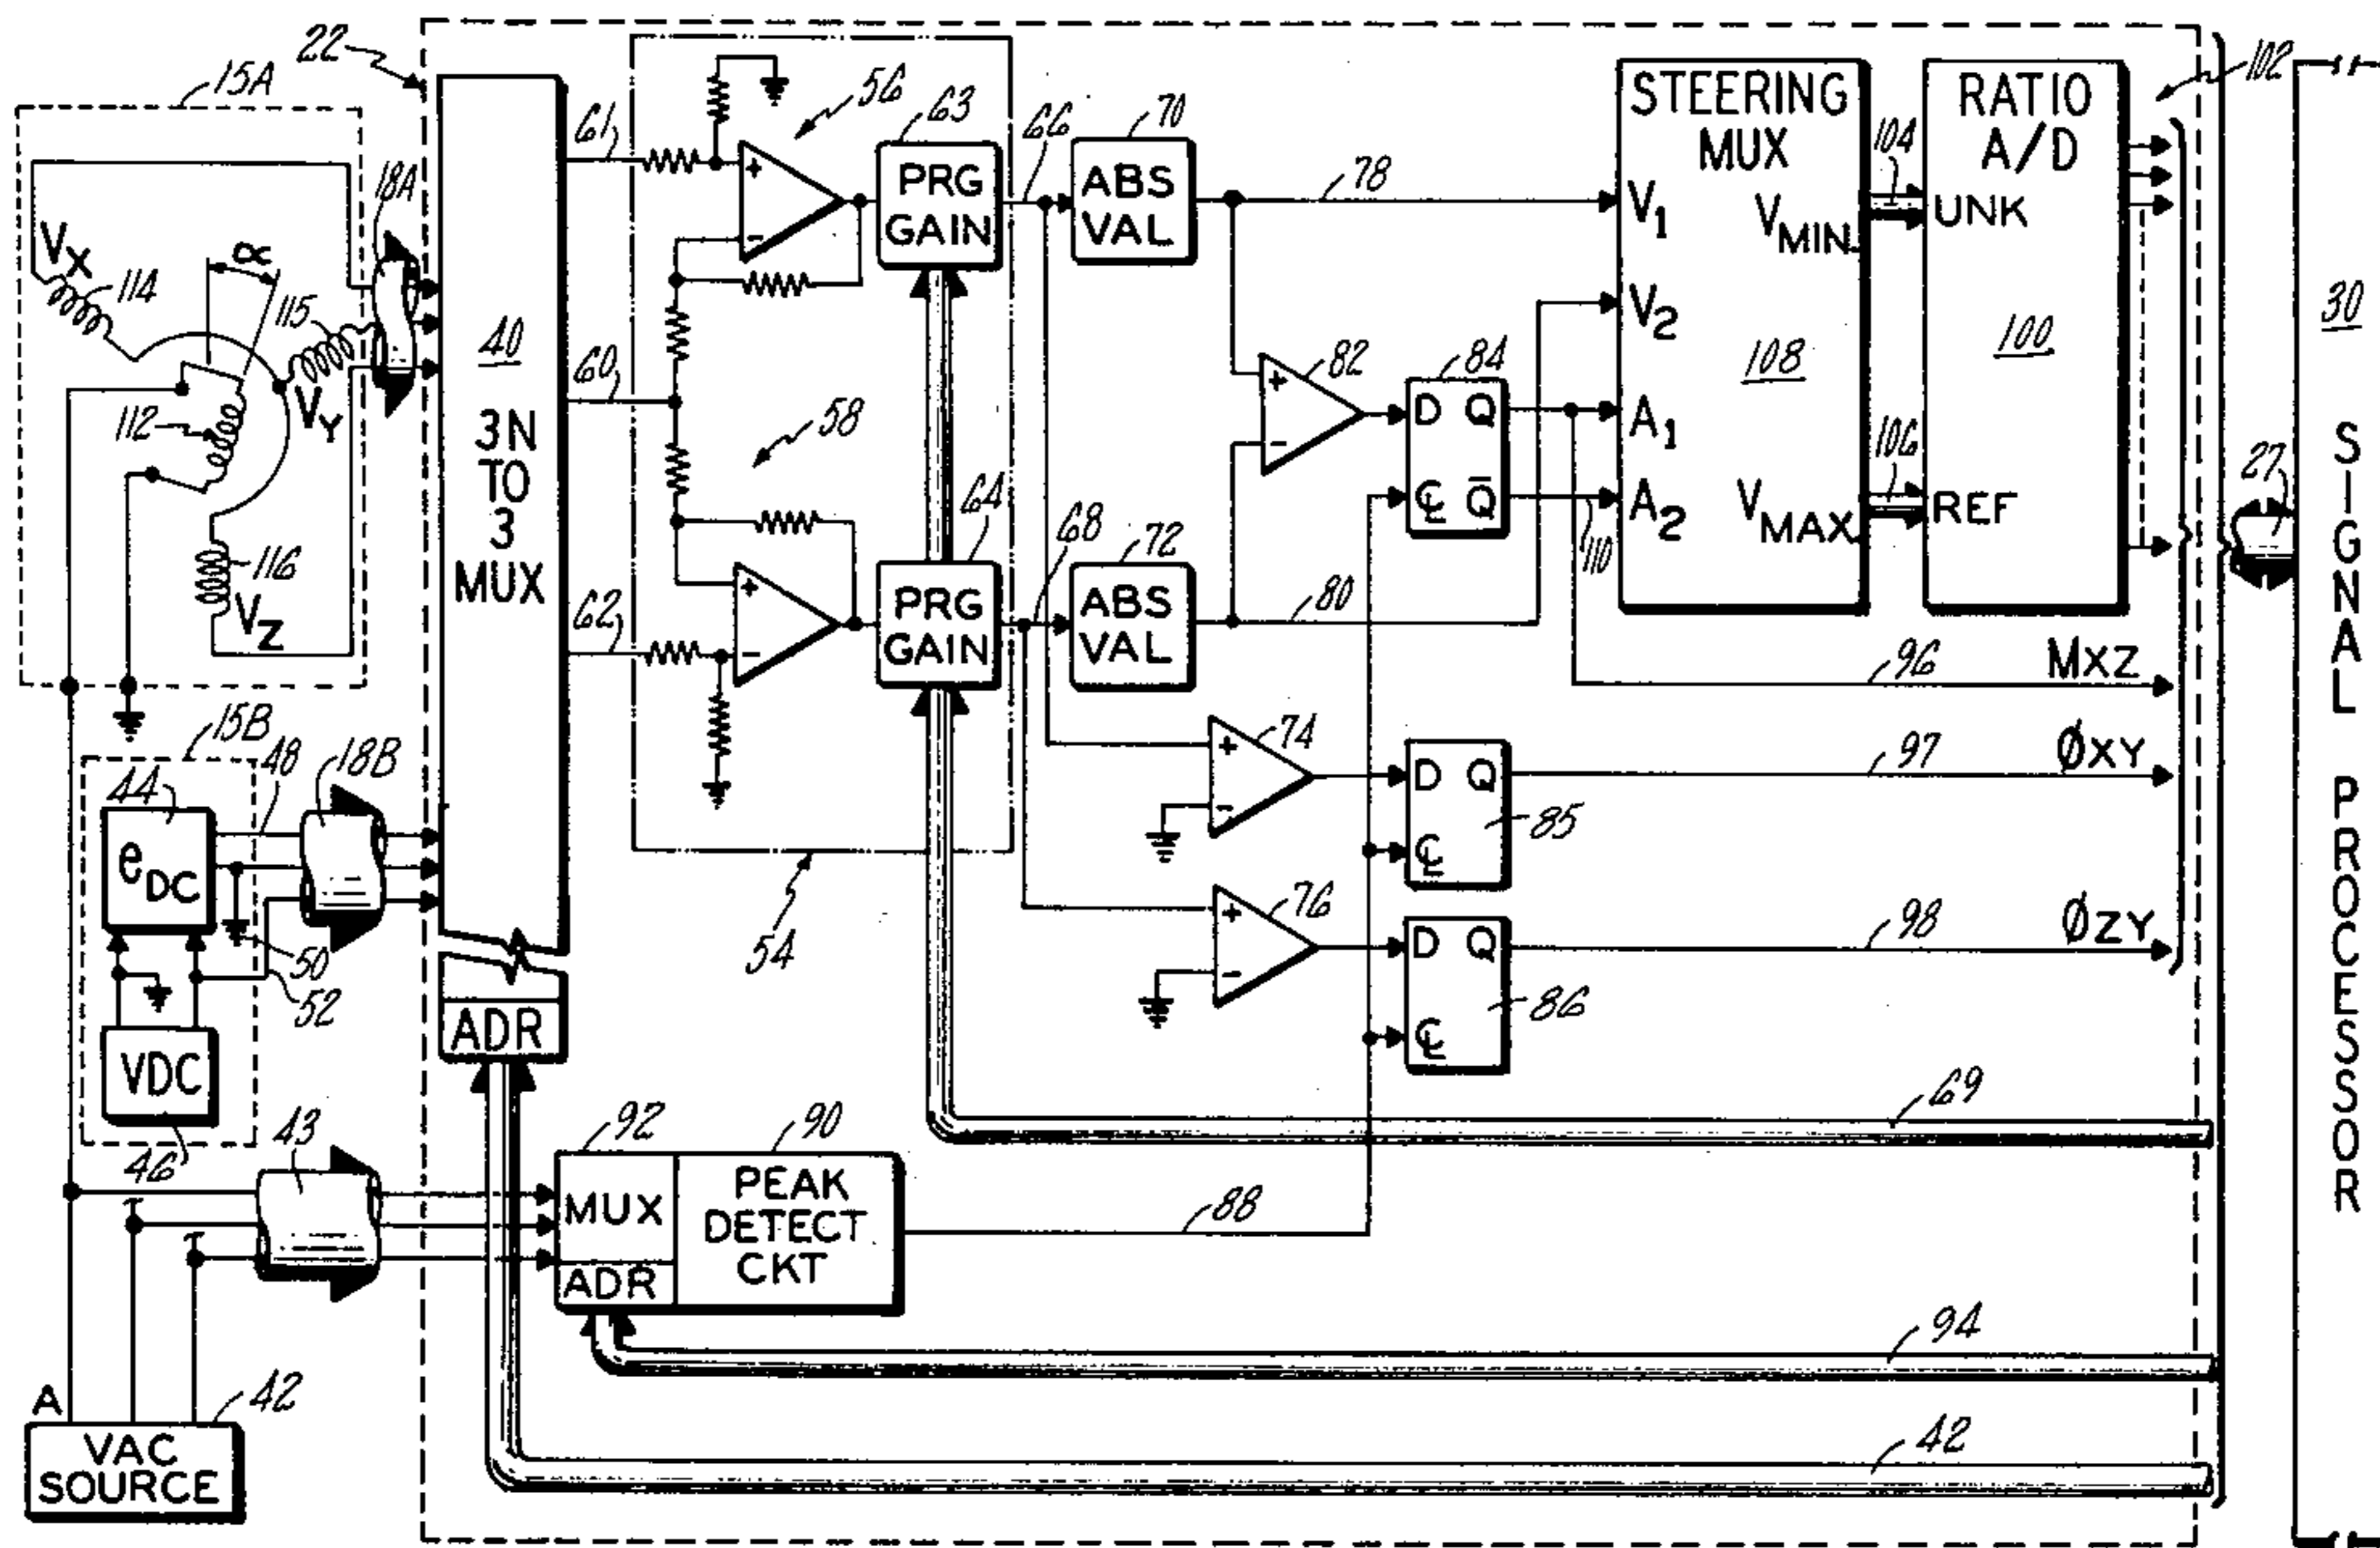 22
15A
18A
VX
114
α
115
VY
112
116
VZ
15B
48
18B
44
eDC
50
52
VDC
46
43
A
42
VAC
SOURCE
40
3N
TO
3
MUX
ADR
61
60
62
56
58
54
63
PRG
GAIN
64
PRG
GAIN
66
68
70
ABS
VAL
72
ABS
VAL
78
80
+
-
+
-
82
+
-
84
D Q
CL Q̅
110
74
+
-
D Q
CL
85
76
+
-
D Q
CL
86
STEERING
MUX
V1
VMIN
V2
108
A1
A2
VMAX
104
106
RATIO
A/D
UNK
100
REF
102
96
MXZ
97
ØXY
98
ØZY
69
92
90
MUX
ADR
PEAK
DETECT
CKT
88
94
42
27
30
SIGNAL PROCESSOR